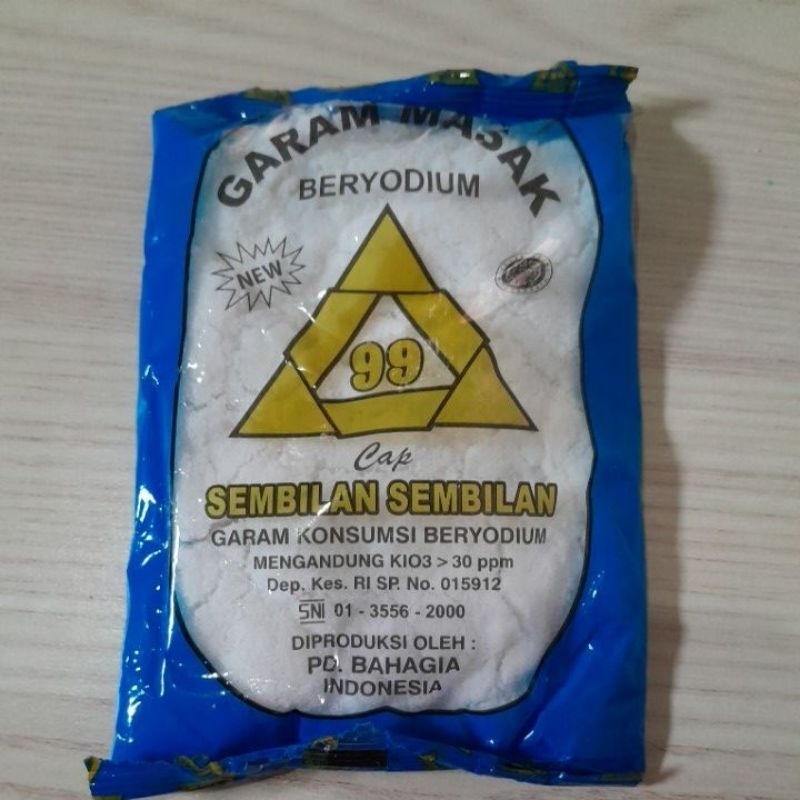 GARAM MASAK
BERYODIUM
NEW
99
Cap
SEMBILAN SEMBILAN
GARAM KONSUMSI BERYODIUM
MENGANDUNG KIO3 > 30 ppm
Dep. Kes. RI SP. No. 015912
SNI 01 - 3556 - 2000
DIPRODUKSI OLEH :
PD. BAHAGIA
INDONESIA